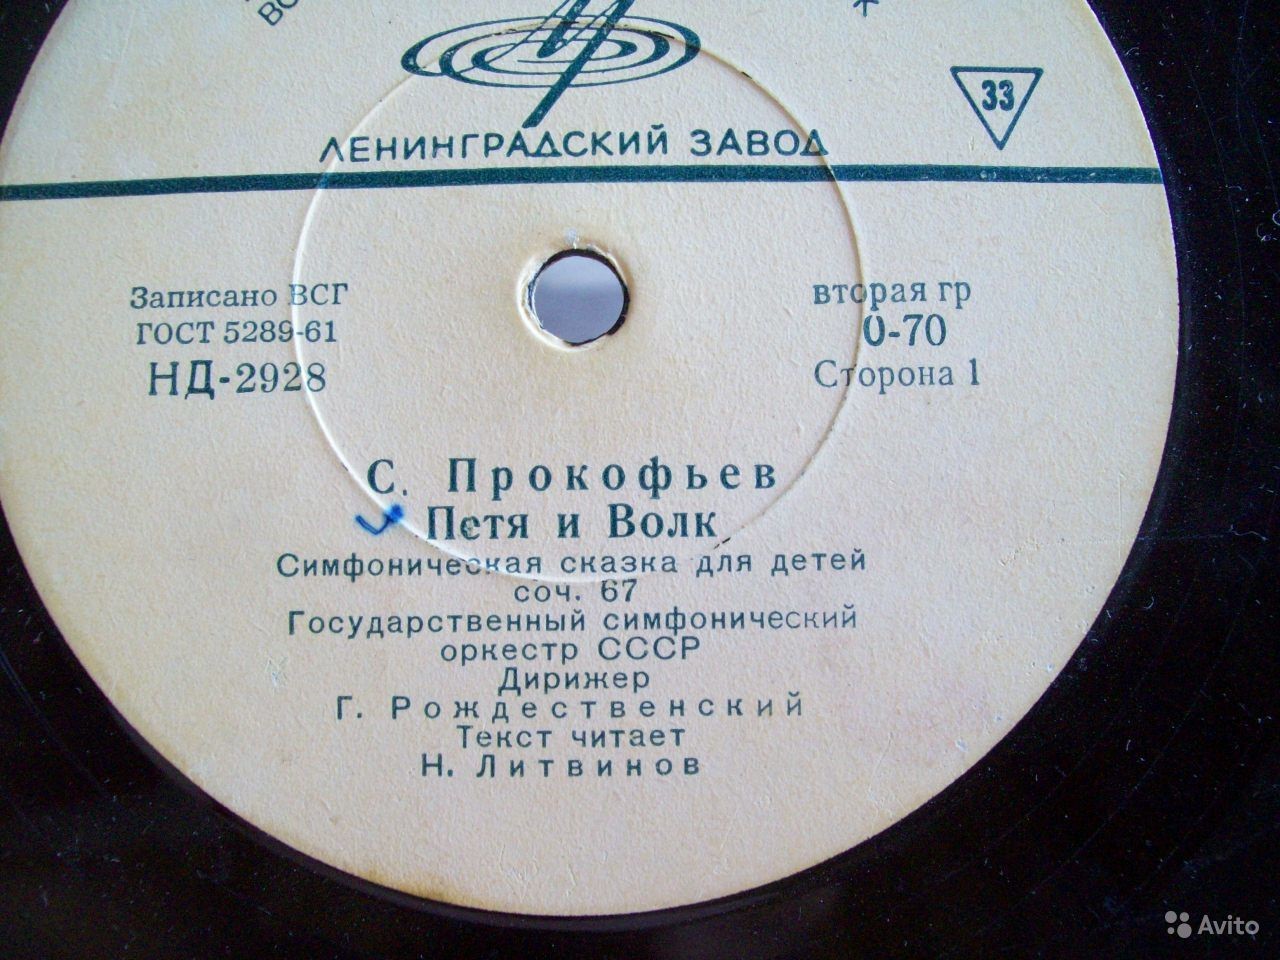 33
ЛЕНИНГРАДСКИЙ ЗАВОД
Записано ВСГ
ГОСТ 5289-61
НД-2928
вторая гр
0-70
Сторона 1
С. Прокофьев
Петя и Волк
Симфоническая сказка для детей
соч. 67
Государственный симфонический
оркестр СССР
Дирижер
Г. Рождественский
Текст читает
Н. Литвинов
Avito